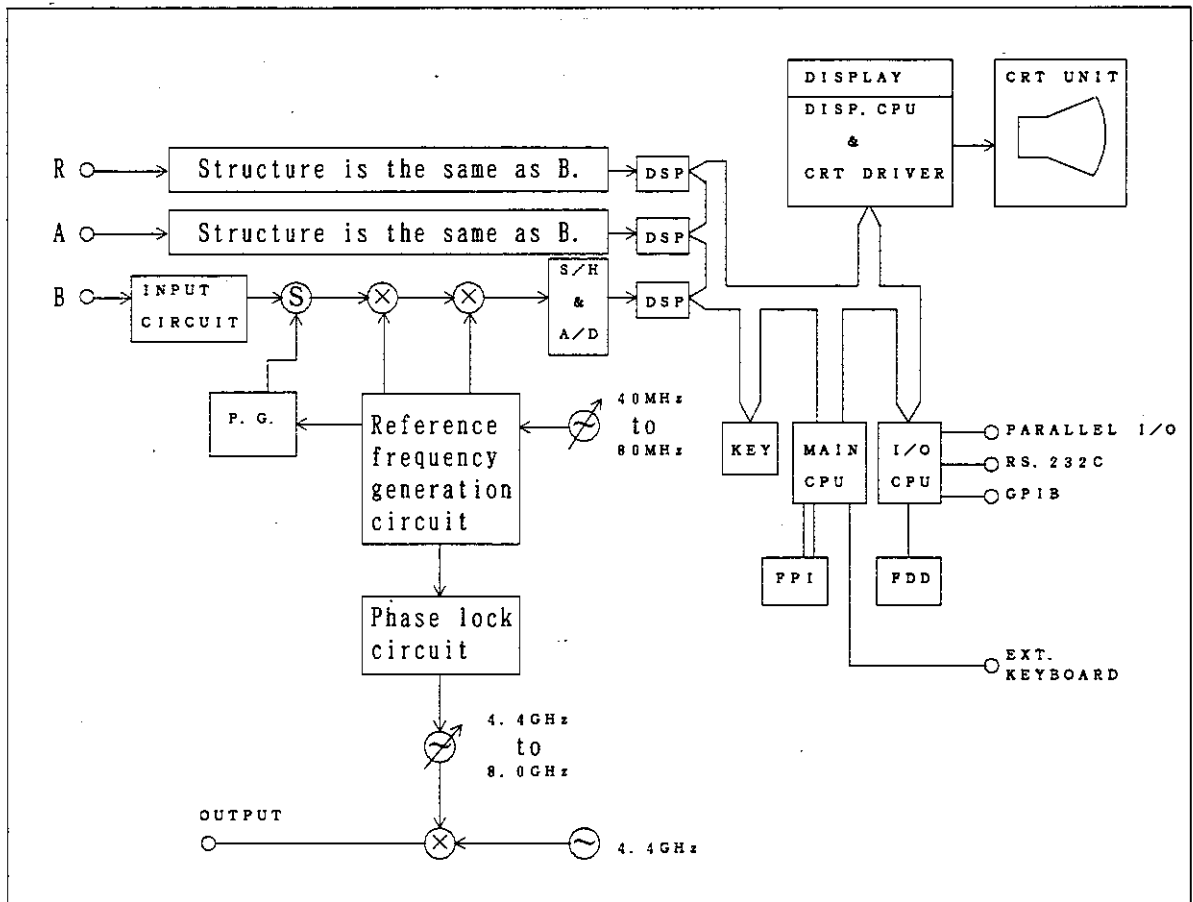 DISPLAY
DISP. CPU
&
CRT DRIVER
CRT UNIT
R
Structure is the same as B.
DSP
A
Structure is the same as B.
DSP
B
INPUT
CIRCUIT
S
×
×
S/H
&
A/D
DSP
P. G.
Reference
frequency
generation
circuit
~
40MHz
to
80MHz
KEY
MAIN
CPU
I/O
CPU
PARALLEL I/O
RS. 232C
GPIB
FPI
FDD
EXT.
KEYBOARD
Phase lock
circuit
~
4. 4GHz
to
8. 0GHz
OUTPUT
×
~
4. 4GHz